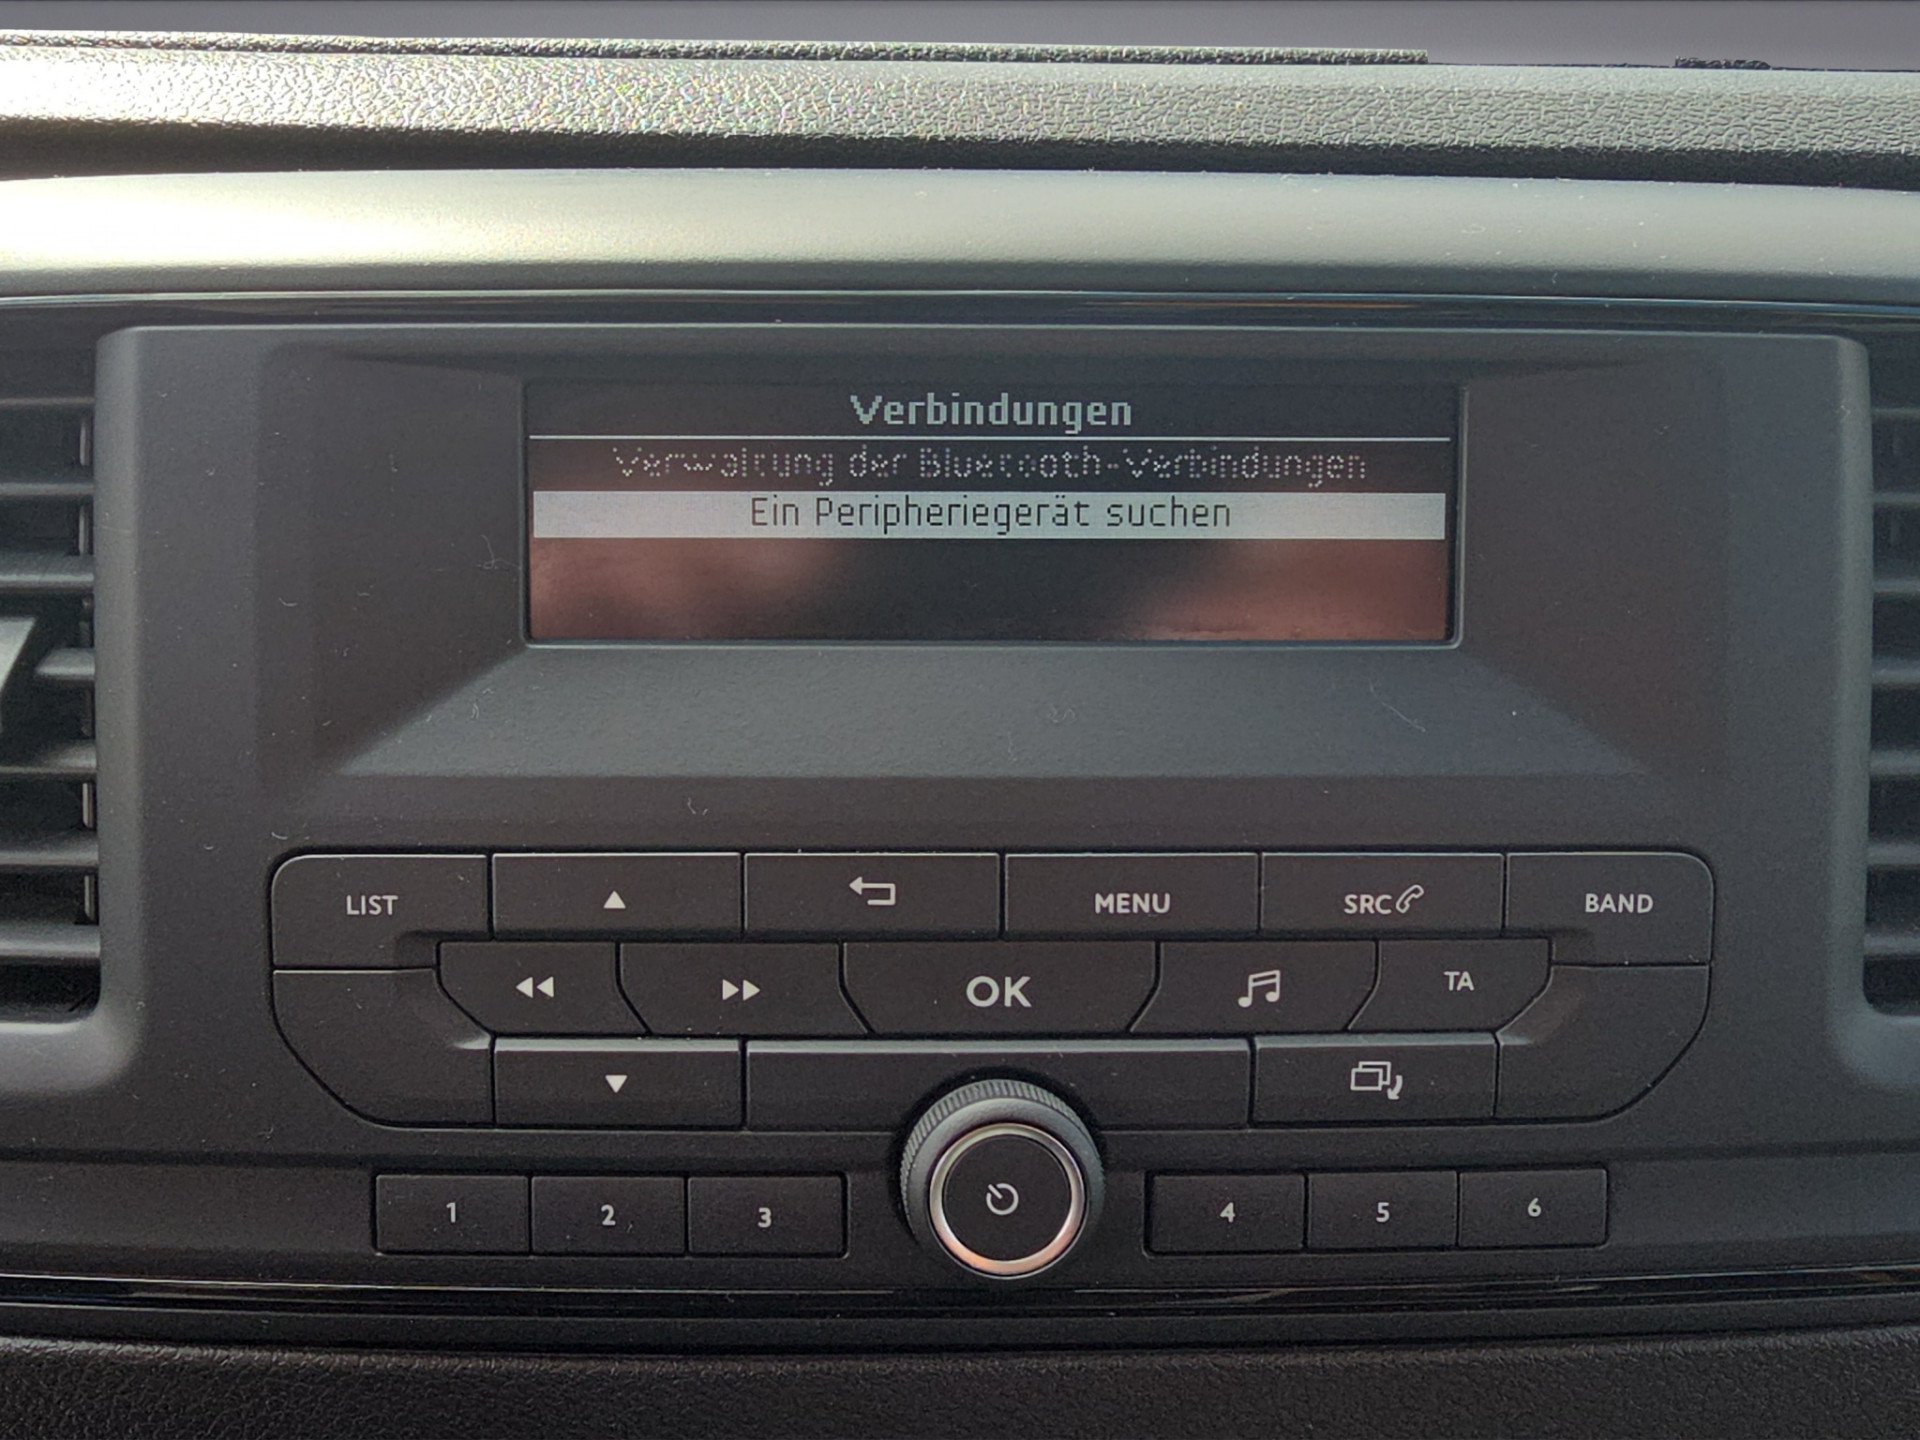 Verbindungen
Verwaltung der Bluetooth-Verbindungen
Ein Peripheriegerät suchen
LIST
MENU
SRC
BAND
OK
TA
1
2
3
4
5
6